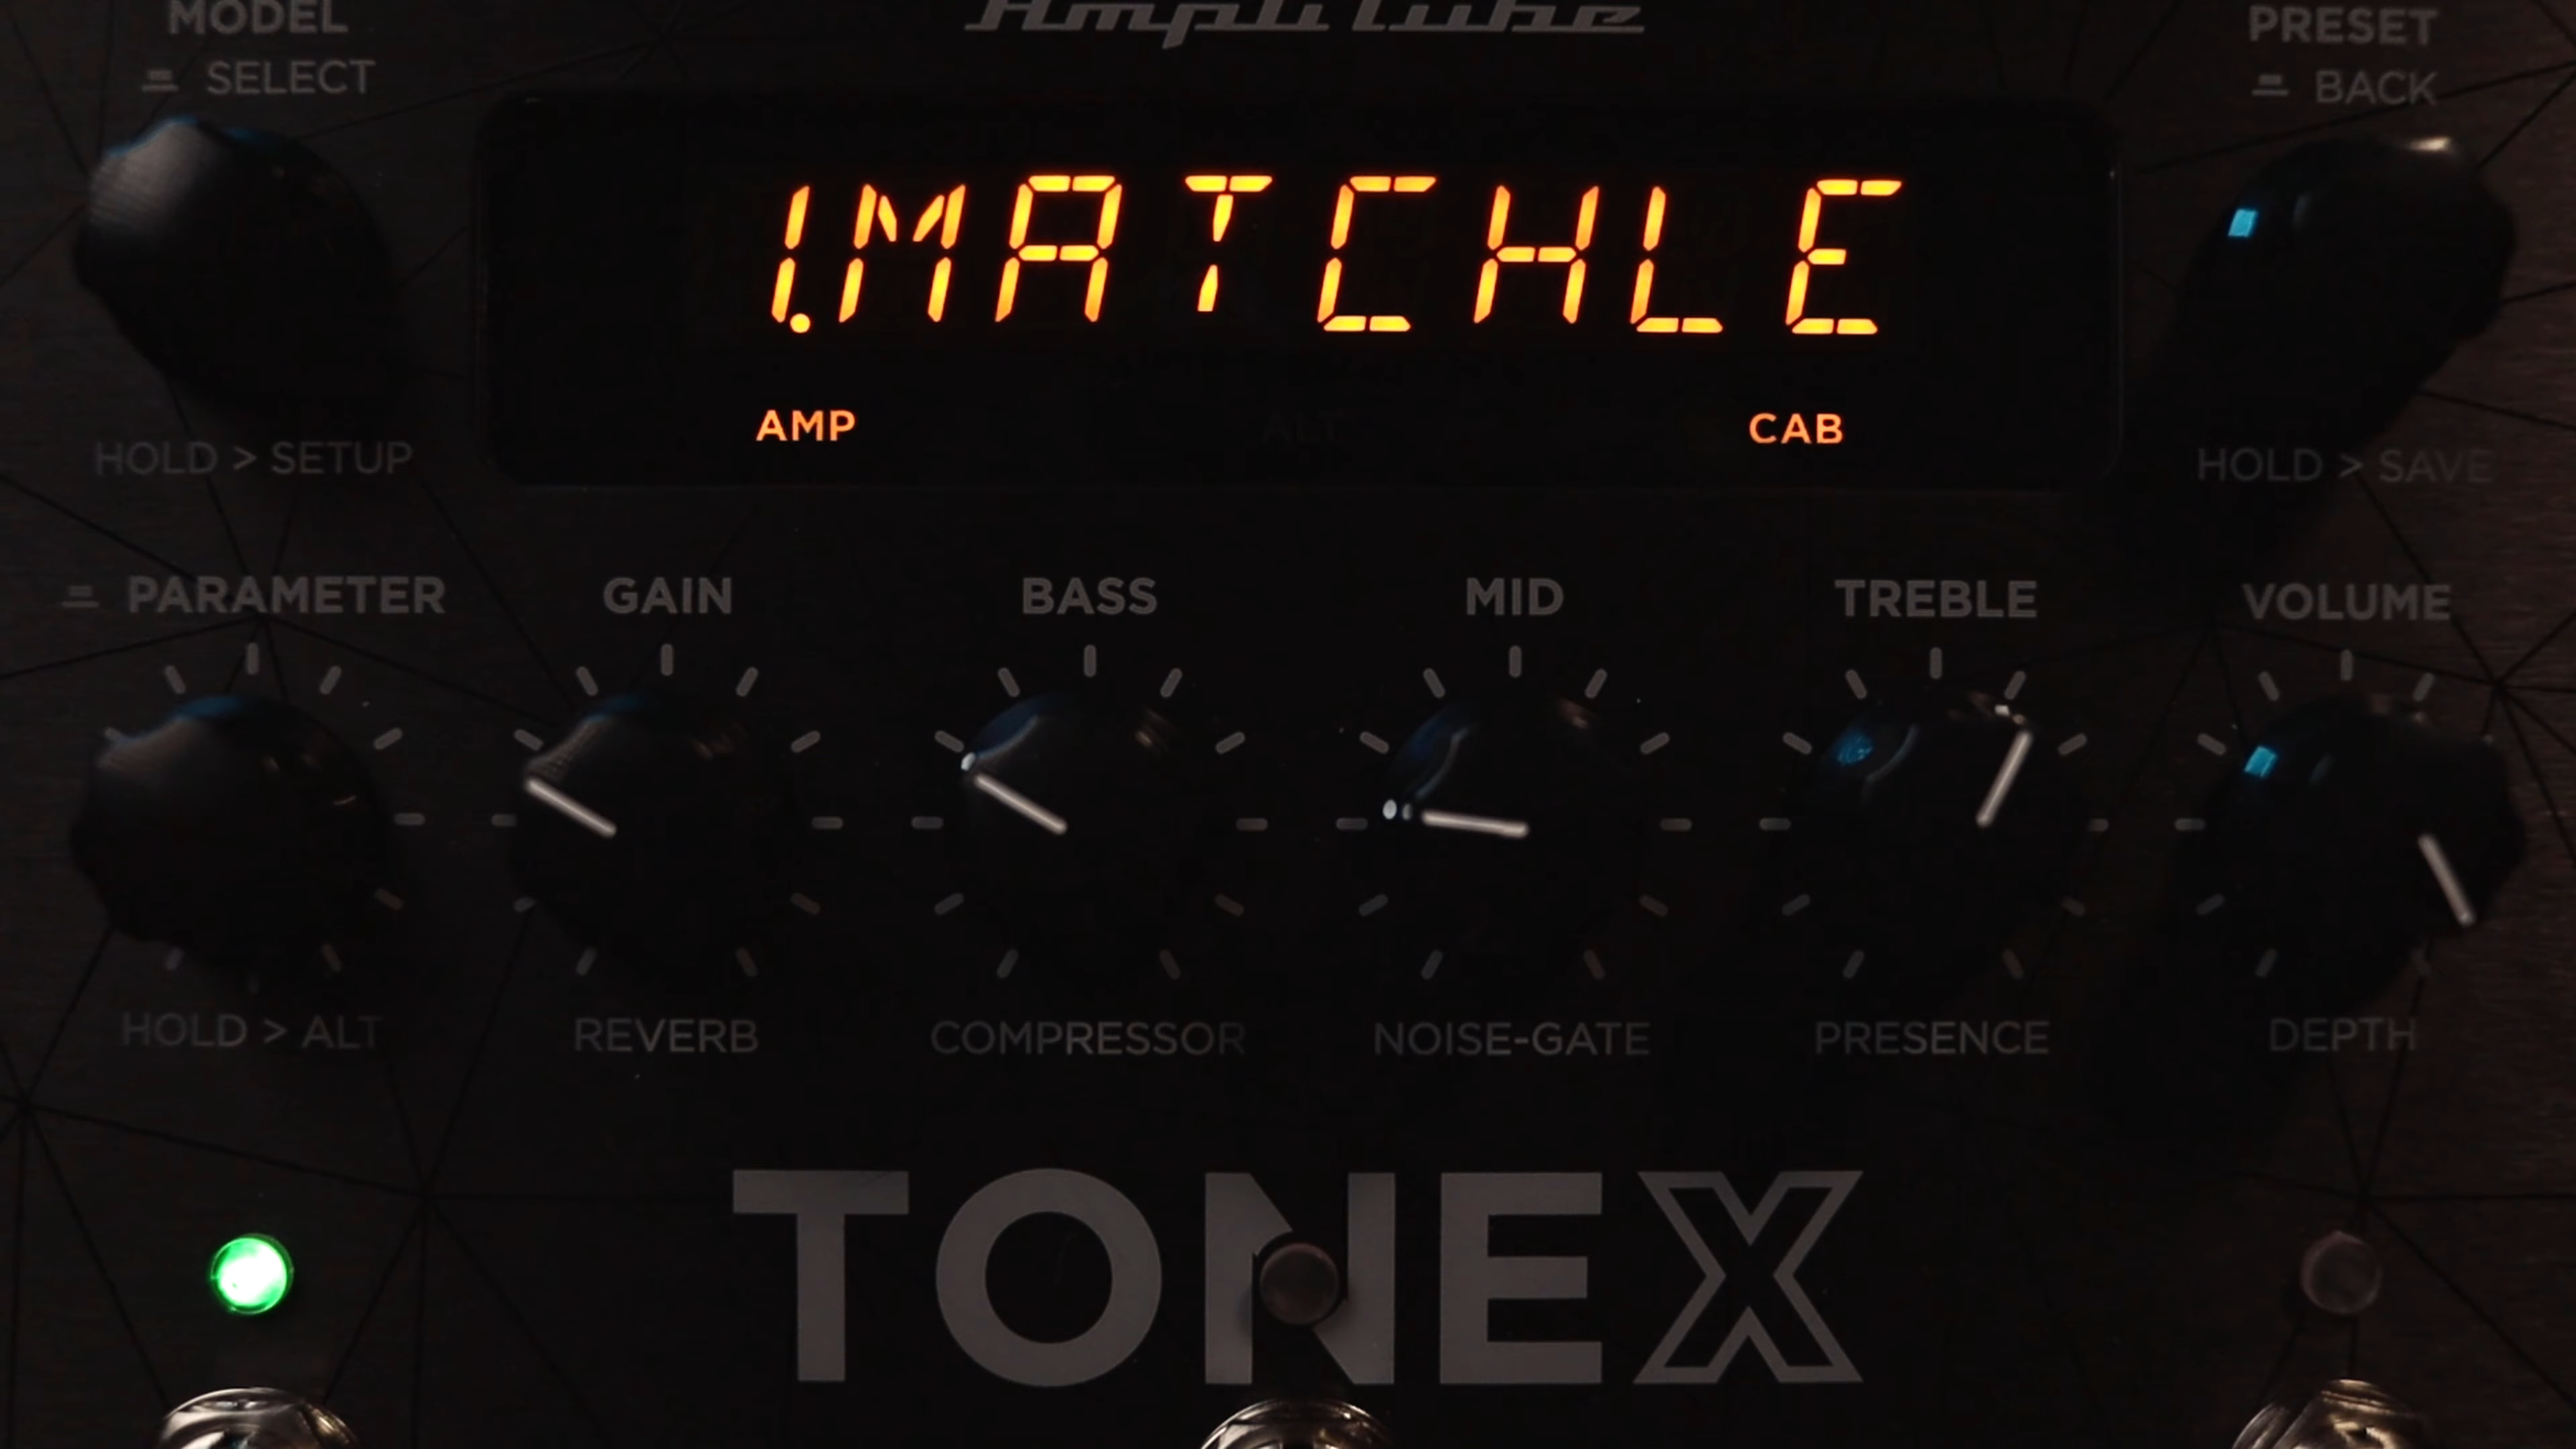 AmpliTube
MODEL
PRESET
SELECT
BACK
1.MATCHLE
AMP ALT CAB
HOLD > SETUP
HOLD > SAVE
PARAMETER GAIN BASS MID TREBLE VOLUME
HOLD > ALT REVERB COMPRESSOR NOISE-GATE PRESENCE DEPTH
TONEX